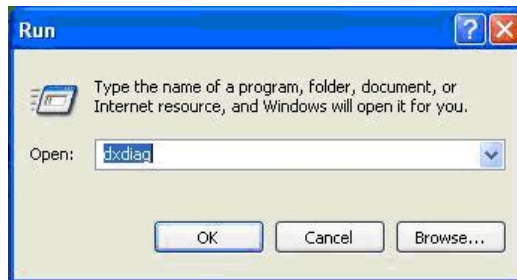 Run
Type the name of a program, folder, document, or
Internet resource, and Windows will open it for you.
Open: dxdiag
OK Cancel Browse...